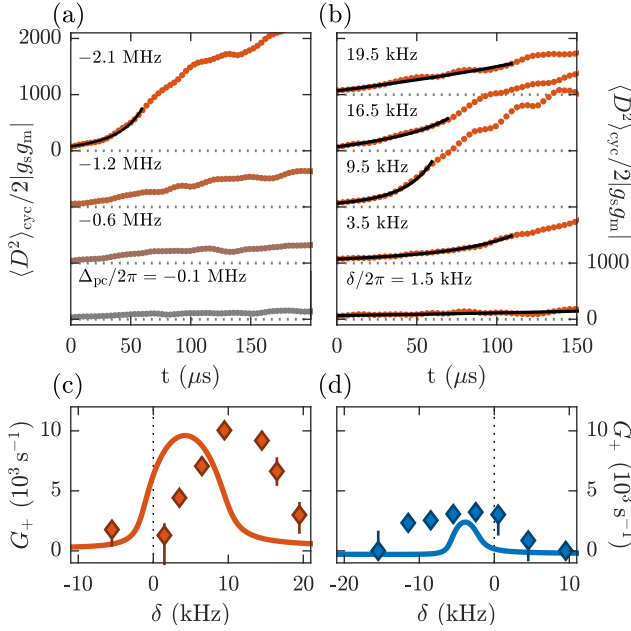 (a)
(b)
⟨D²⟩cyc/2|gₛgₘ|
2000
1000
0
−2.1 MHz
−1.2 MHz
−0.6 MHz
Δpc/2π = −0.1 MHz
0 50 100 150
t (μs)
19.5 kHz
16.5 kHz
9.5 kHz
3.5 kHz
δ/2π = 1.5 kHz
0 50 100 150
t (μs)
1000
0
⟨D²⟩cyc/2|gₛgₘ|
(c)
(d)
G₊ (10³ s⁻¹)
10
5
0
-10 0 10 20
δ (kHz)
-20 -10 0 10
δ (kHz)
10
5
0
G₊ (10³ s⁻¹)